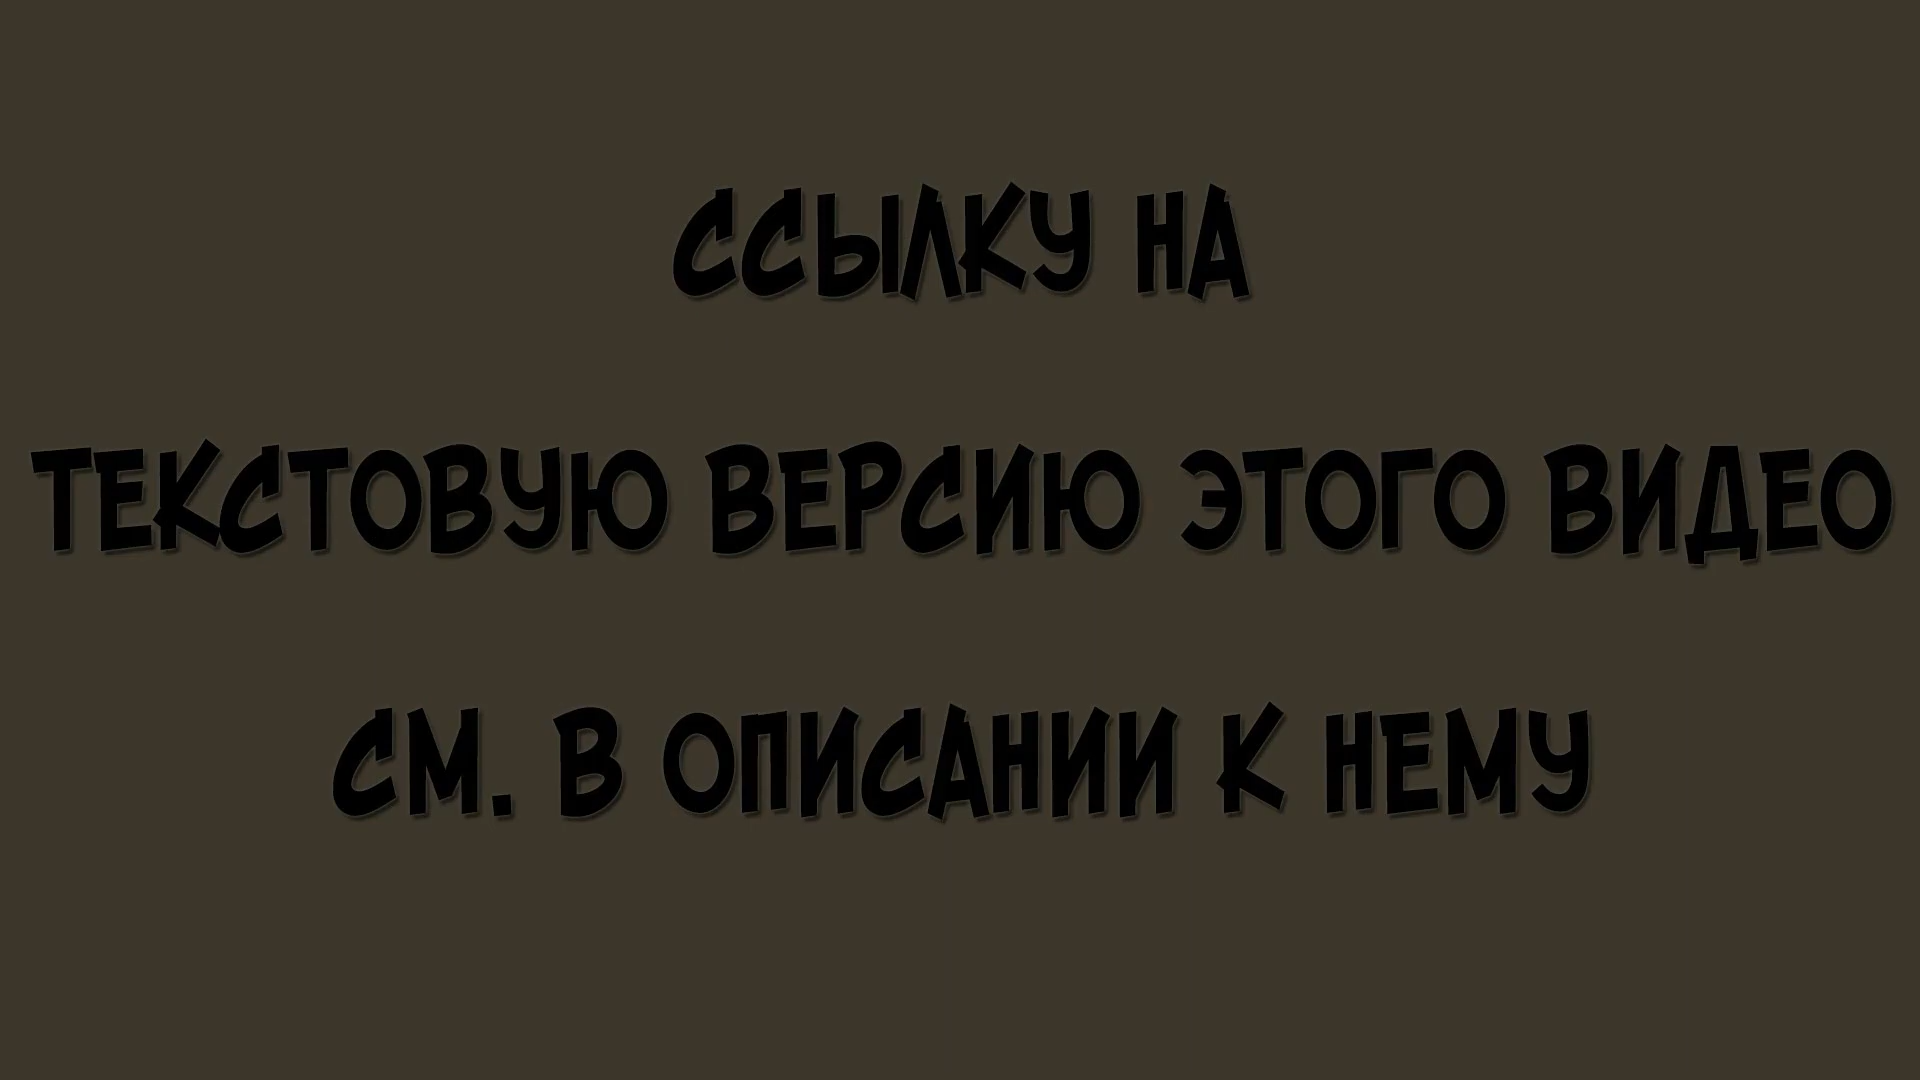 ССЫЛКУ НА
ТЕКСТОВУЮ ВЕРСИЮ ЭТОГО ВИДЕО
СМ. В ОПИСАНИИ К НЕМУ